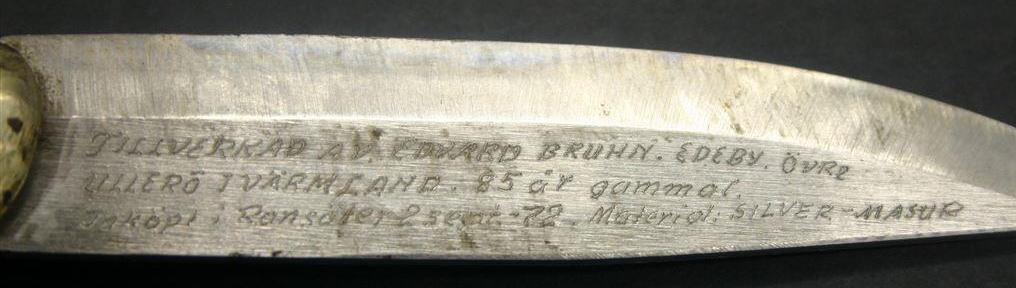 TILLVERKAD AV. EDVARD BRUHN. EDEBY. ÖVRE
ULLERÖ I VÄRMLAND. 85 år gammal.
Inköpt i Ransäter 2 sept -72. Material: SILVER-MASUR